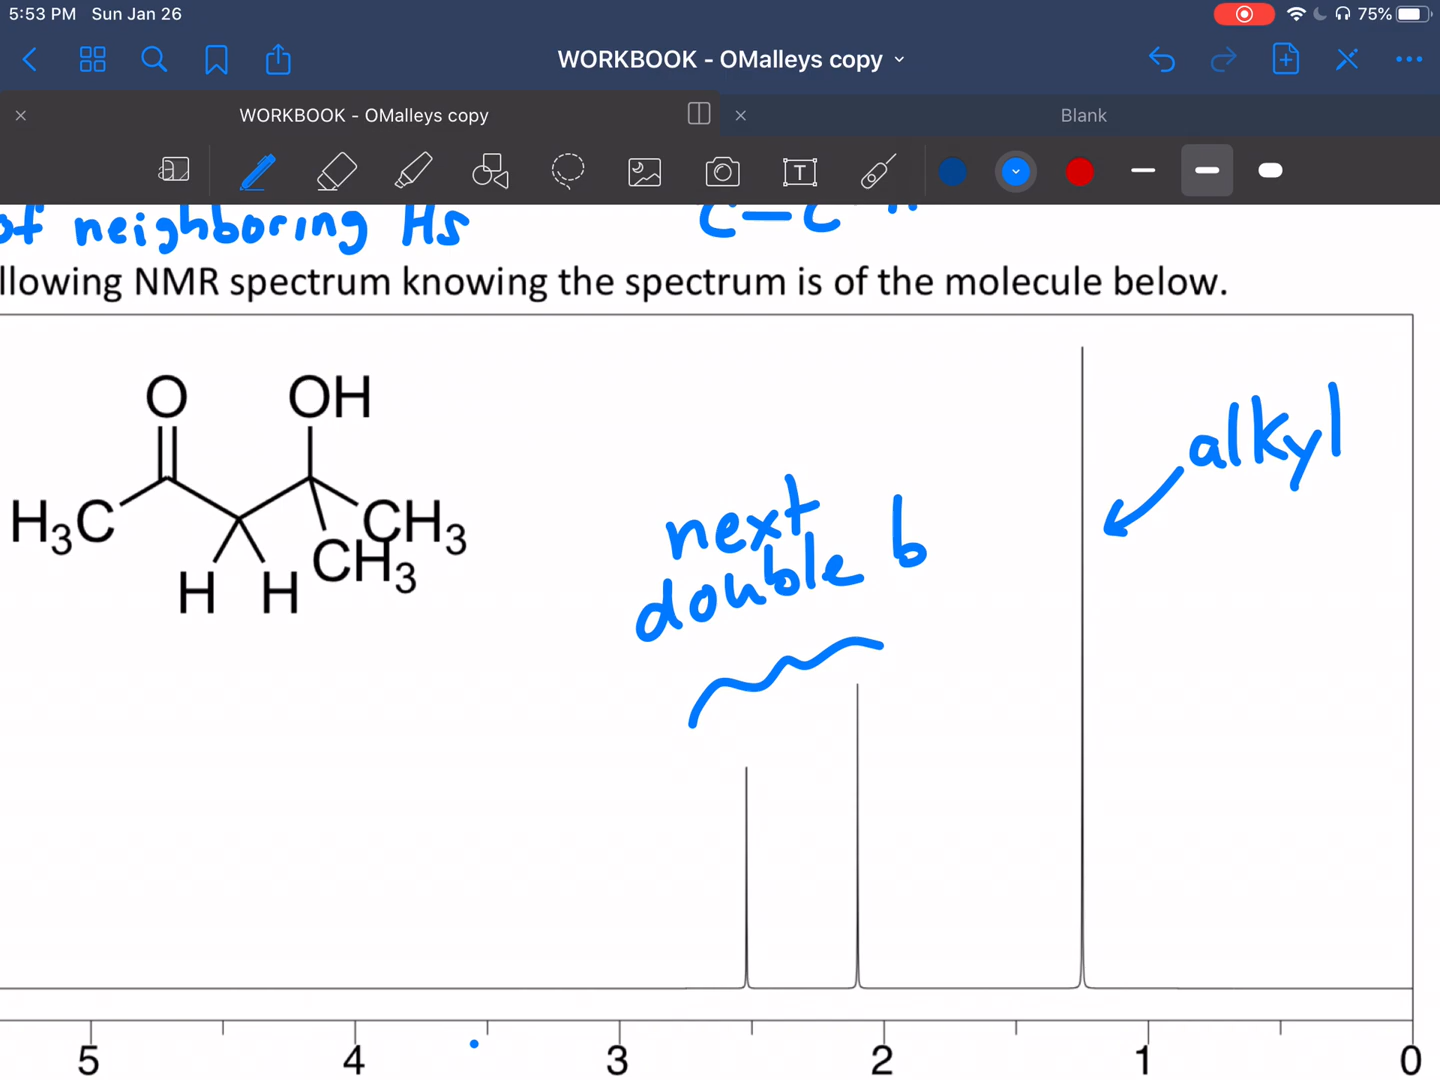 5:53 PM Sun Jan 26
75%
WORKBOOK - OMalleys copy
WORKBOOK - OMalleys copy
Blank
T
of neighboring Hs
C — C H
llowing NMR spectrum knowing the spectrum is of the molecule below.
O OH
alkyl
next
double b
H₃C CH₃
CH₃
H H
5 4 3 2 1 0